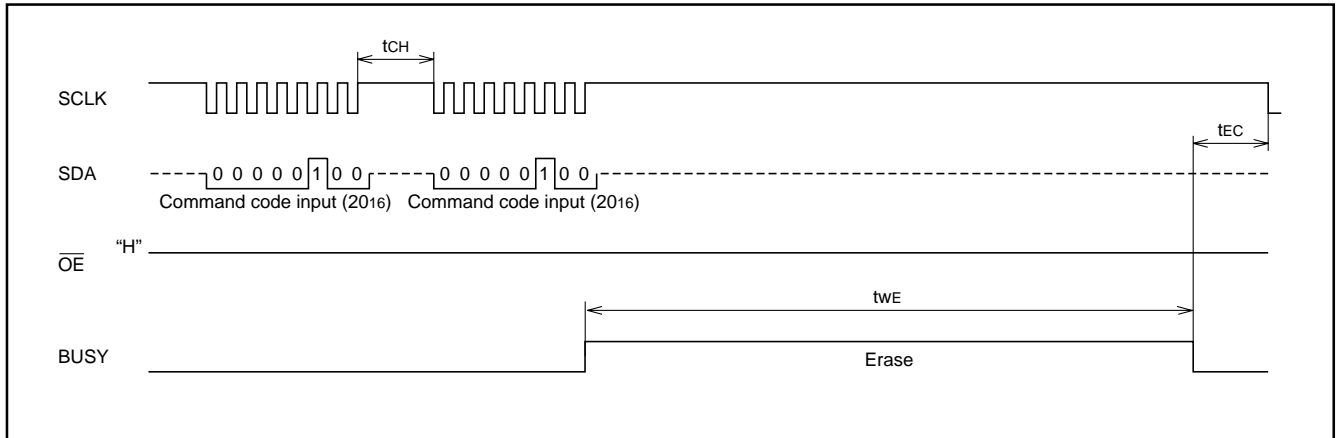 tCH
SCLK
tEC
SDA
0 0 0 0 0 1 0 0
0 0 0 0 0 1 0 0
Command code input (2016)
Command code input (2016)
"H"
OE
twE
BUSY
Erase